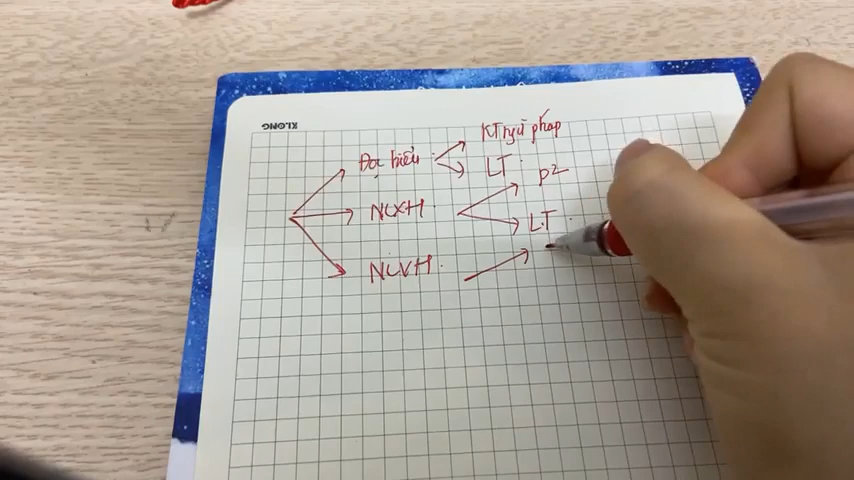 KLONG
Đọc hiểu
KT ngữ pháp
LT
NLXH
P2
LT
NLVH